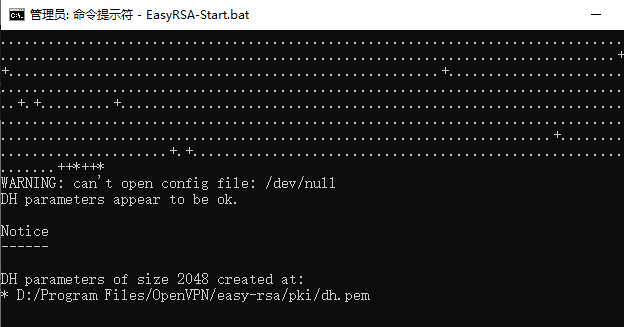 管理员: 命令提示符 - EasyRSA-Start.bat
................................................................................
................................................................................+
+......................................................+......................
................................................................................
..+.+.........+...............................................................
................................................................................
.....................................................................+........
.....................+.+......................................................
.......++*++*
WARNING: can't open config file: /dev/null
DH parameters appear to be ok.
Notice
------
DH parameters of size 2048 created at:
* D:/Program Files/OpenVPN/easy-rsa/pki/dh.pem